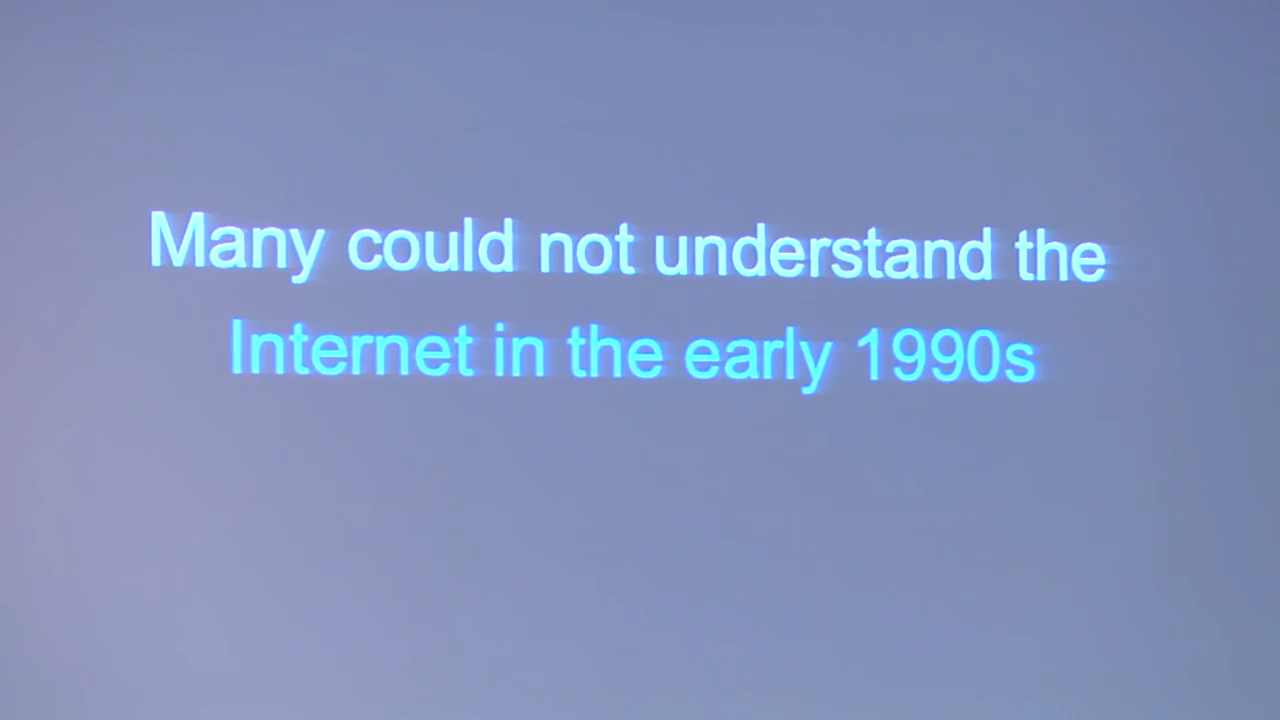 Many could not understand the
Internet in the early 1990s